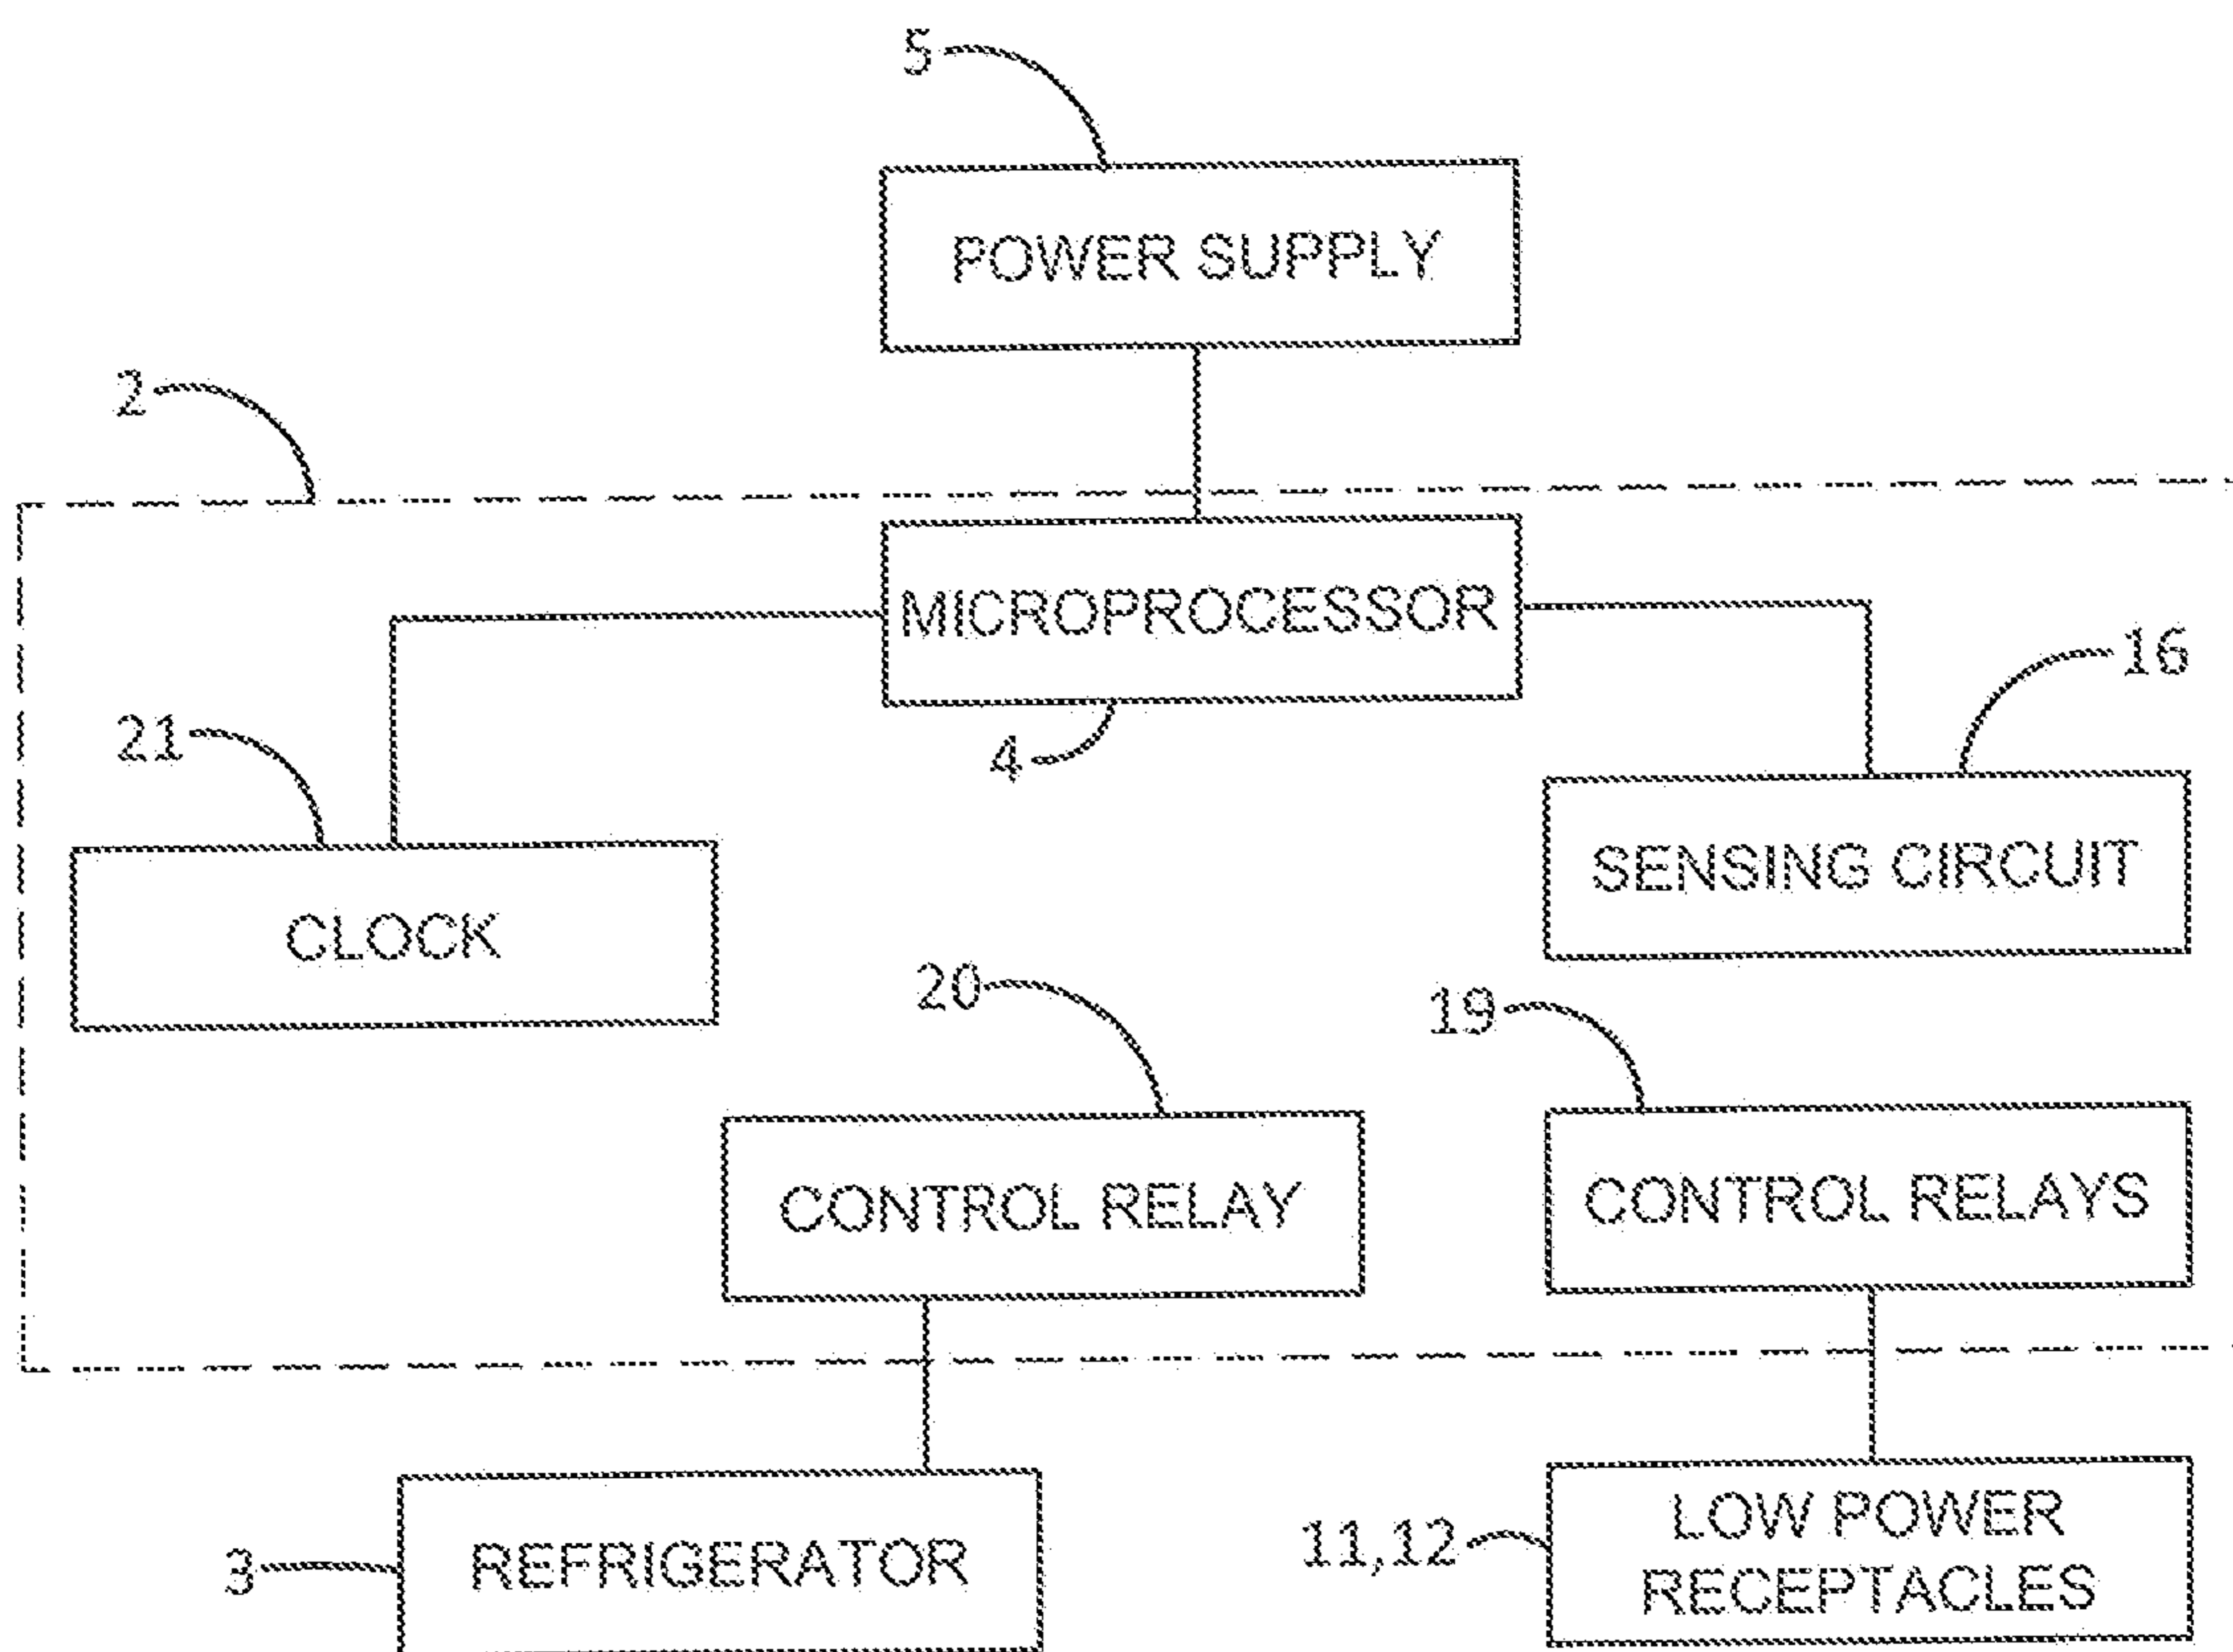 5
POWER SUPPLY
2
MICROPROCESSOR
16
21
4
SENSING CIRCUIT
CLOCK
20
19
CONTROL RELAY
CONTROL RELAYS
3
REFRIGERATOR
11,12
LOW POWER
RECEPTACLES